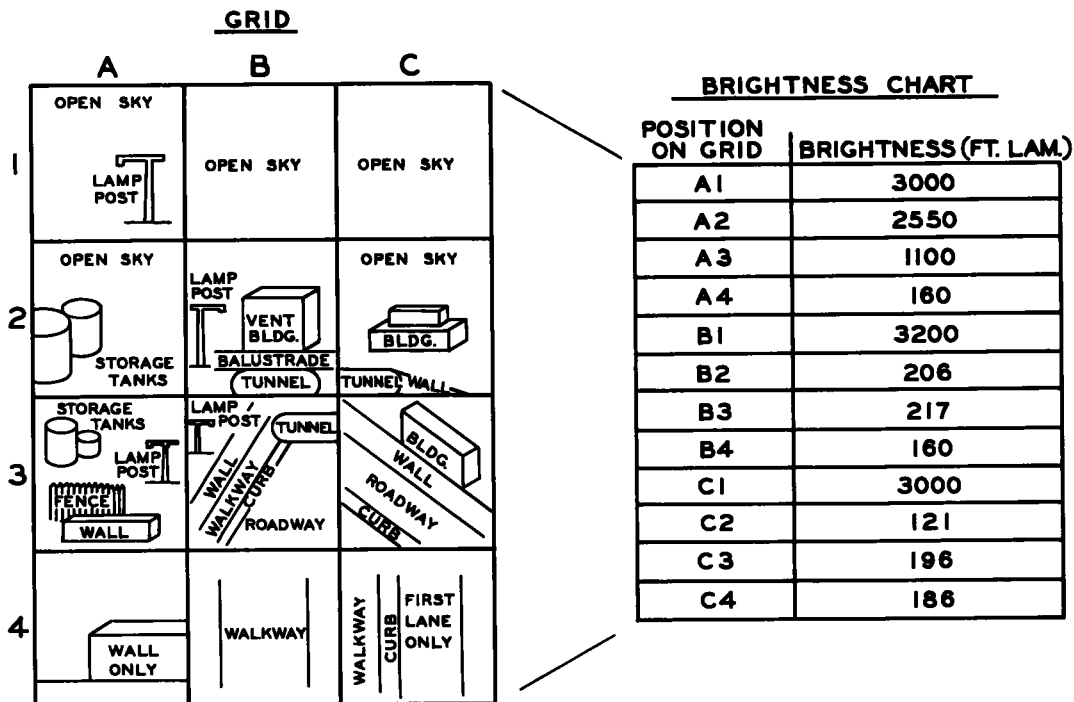 GRID
A B C
1
OPEN SKY
LAMP
POST
OPEN SKY
OPEN SKY
2
OPEN SKY
STORAGE
TANKS
LAMP
POST
VENT
BLDG.
BALUSTRADE
TUNNEL
OPEN SKY
BLDG.
TUNNEL WALL
3
STORAGE
TANKS
LAMP
POST
FENCE
WALL
LAMP
POST
TUNNEL
WALL
WALKWAY
CURB
ROADWAY
BLDG.
WALL
ROADWAY
CURB
4
WALL
ONLY
WALKWAY
WALKWAY
CURB
FIRST
LANE
ONLY
BRIGHTNESS CHART
POSITION
ON GRID BRIGHTNESS (FT. LAM.)
A1 3000
A2 2550
A3 1100
A4 160
B1 3200
B2 206
B3 217
B4 160
C1 3000
C2 121
C3 196
C4 186